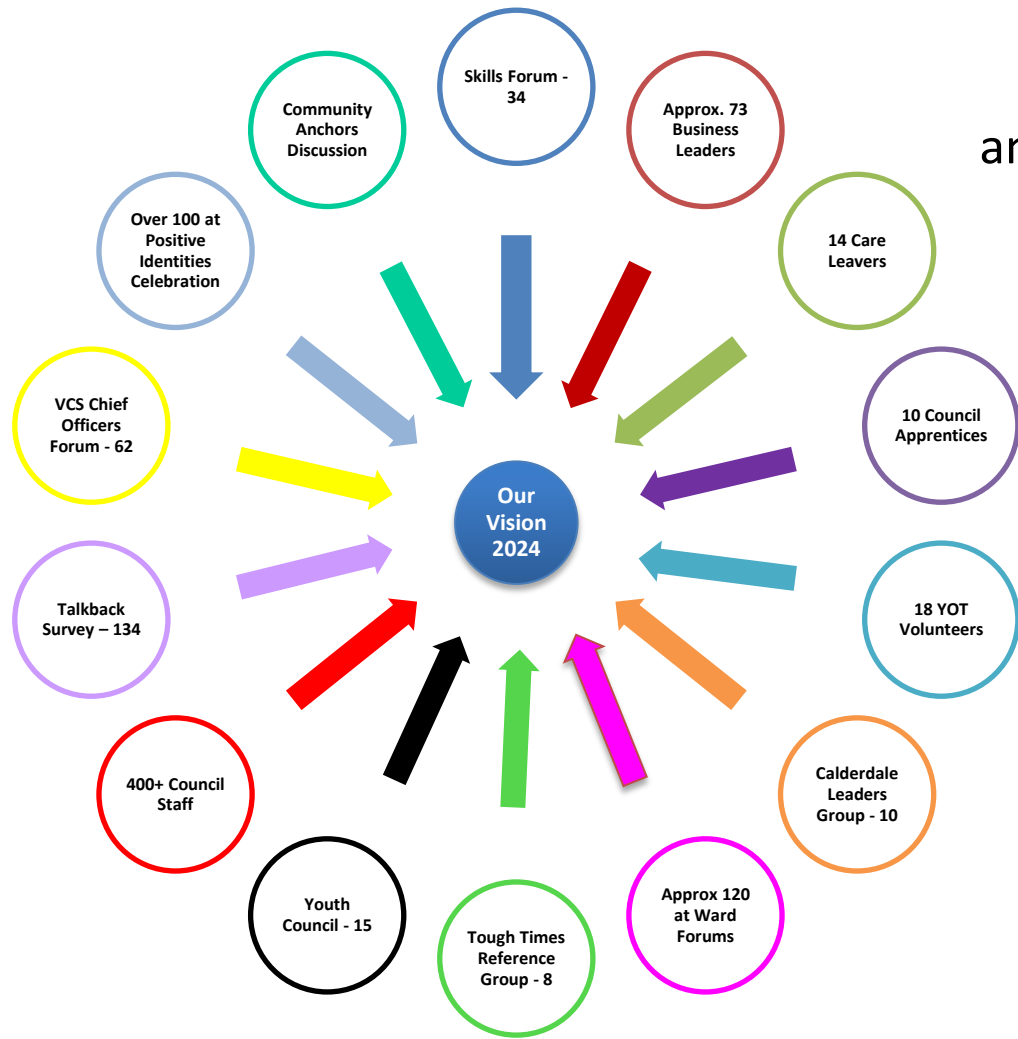 Skills Forum -
34
Approx. 73
Business
Leaders
14 Care
Leavers
10 Council
Apprentices
18 YOT
Volunteers
Calderdale
Leaders
Group - 10
Approx 120
at Ward
Forums
Tough Times
Reference
Group - 8
Youth
Council - 15
400+ Council
Staff
Talkback
Survey – 134
VCS Chief
Officers
Forum - 62
Over 100 at
Positive
Identities
Celebration
Community
Anchors
Discussion
Our
Vision
2024